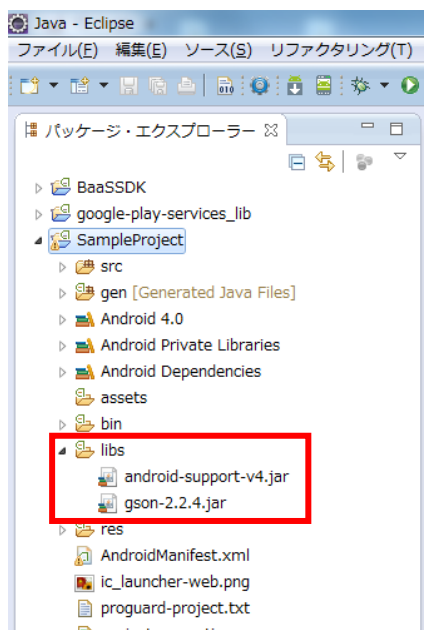 Java - Eclipse
ファイル(F) 編集(E) ソース(S) リファクタリング(T)
パッケージ・エクスプローラー
BaaSSDK
google-play-services_lib
SampleProject
src
gen [Generated Java Files]
Android 4.0
Android Private Libraries
Android Dependencies
assets
bin
libs
android-support-v4.jar
gson-2.2.4.jar
res
AndroidManifest.xml
ic_launcher-web.png
proguard-project.txt